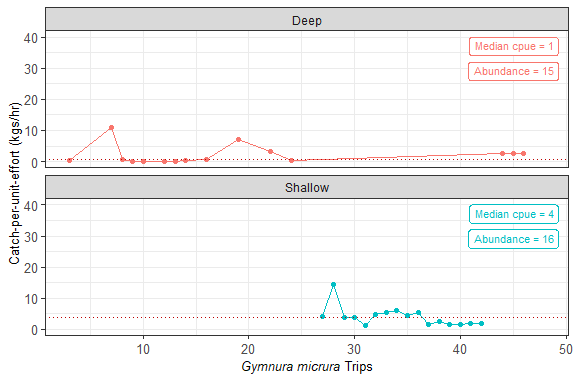 Deep
40
30
20
10
0
Median cpue = 1
Abundance = 15
Shallow
40
30
20
10
0
Median cpue = 4
Abundance = 16
Catch-per-unit-effort (kgs/hr)
10 20 30 40 50
Gymnura micrura Trips